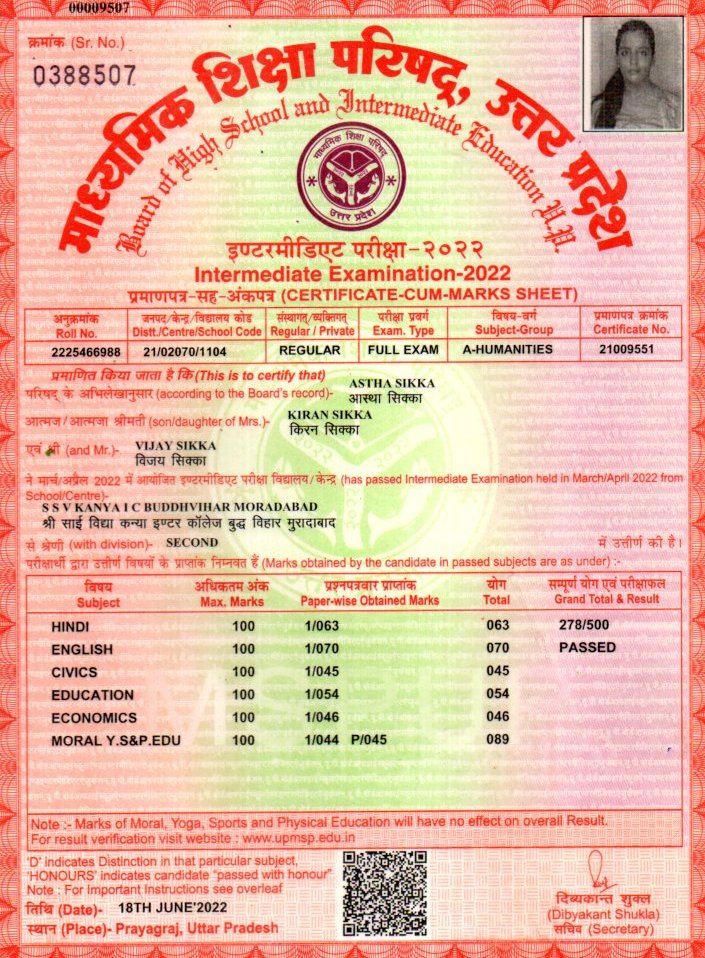 00009507
क्रमांक (Sr. No.)
0388507
माध्यमिक शिक्षा परिषद्, उत्तर प्रदेश
Board of High School and Intermediate Education U.P.
माध्यमिक शिक्षा परिषद्
उत्तर प्रदेश
इण्टरमीडिएट परीक्षा-२०२२
Intermediate Examination-2022
प्रमाणपत्र-सह-अंकपत्र (CERTIFICATE-CUM-MARKS SHEET)
अनुक्रमांक जनपद/केन्द्र/विद्यालय कोड संस्थागत्/व्यक्तिगत् परीक्षा प्रवर्ग विषय-वर्ग प्रमाणपत्र क्रमांक
Roll No. Distt./Centre/School Code Regular / Private Exam. Type Subject-Group Certificate No.
2225466988 21/02070/1104 REGULAR FULL EXAM A-HUMANITIES 21009551
प्रमाणित किया जाता है कि (This is to certify that)
ASTHA SIKKA
परिषद् के अभिलेखानुसार (according to the Board's record)- आस्था सिक्का
KIRAN SIKKA
आत्मज/आत्मजा श्रीमती (son/daughter of Mrs.)- किरन सिक्का
एवं श्री (and Mr.)- VIJAY SIKKA
विजय सिक्का
ने मार्च/अप्रैल 2022 में आयोजित इण्टरमीडिएट परीक्षा विद्यालय/केन्द्र (has passed Intermediate Examination held in March/April 2022 from
School/Centre)-
S S V KANYA I C BUDDHVIHAR MORADABAD
श्री साई विद्या कन्या इण्टर कॉलेज बुद्ध विहार मुरादाबाद
से श्रेणी (with division)- SECOND में उत्तीर्ण की है।
परीक्षार्थी द्वारा उत्तीर्ण विषयों के प्राप्तांक निम्नवत हैं (Marks obtained by the candidate in passed subjects are as under) :-
विषय अधिकतम अंक प्रश्नपत्रवार प्राप्तांक योग सम्पूर्ण योग एवं परीक्षाफल
Subject Max. Marks Paper-wise Obtained Marks Total Grand Total & Result
HINDI 100 1/063 063 278/500
ENGLISH 100 1/070 070 PASSED
CIVICS 100 1/045 045
EDUCATION 100 1/054 054
ECONOMICS 100 1/046 046
MORAL Y.S&P.EDU 100 1/044 P/045 089
Note :- Marks of Moral, Yoga, Sports and Physical Education will have no effect on overall Result.
For result verification visit website : www.upmsp.edu.in
'D' indicates Distinction in that particular subject,
'HONOURS' indicates candidate "passed with honour"
Note : For Important Instructions see overleaf
तिथि (Date)- 18TH JUNE'2022
स्थान (Place)- Prayagraj, Uttar Pradesh
दिब्यकान्त शुक्ल
(Dibyakant Shukla)
सचिव (Secretary)